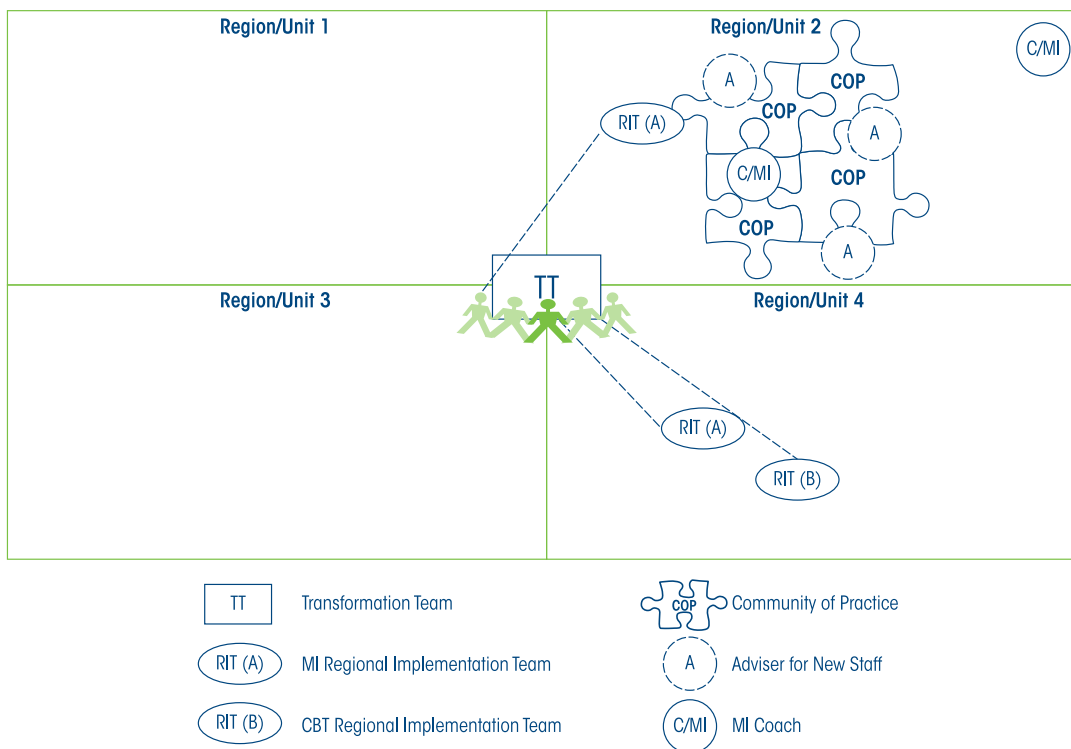 Region/Unit 1
Region/Unit 2
C/MI
A
COP
COP
RIT (A)
A
C/MI
COP
COP
A
TT
Region/Unit 3
Region/Unit 4
RIT (A)
RIT (B)
TT
Transformation Team
COP
Community of Practice
RIT (A)
MI Regional Implementation Team
A
Adviser for New Staff
RIT (B)
CBT Regional Implementation Team
C/MI
MI Coach